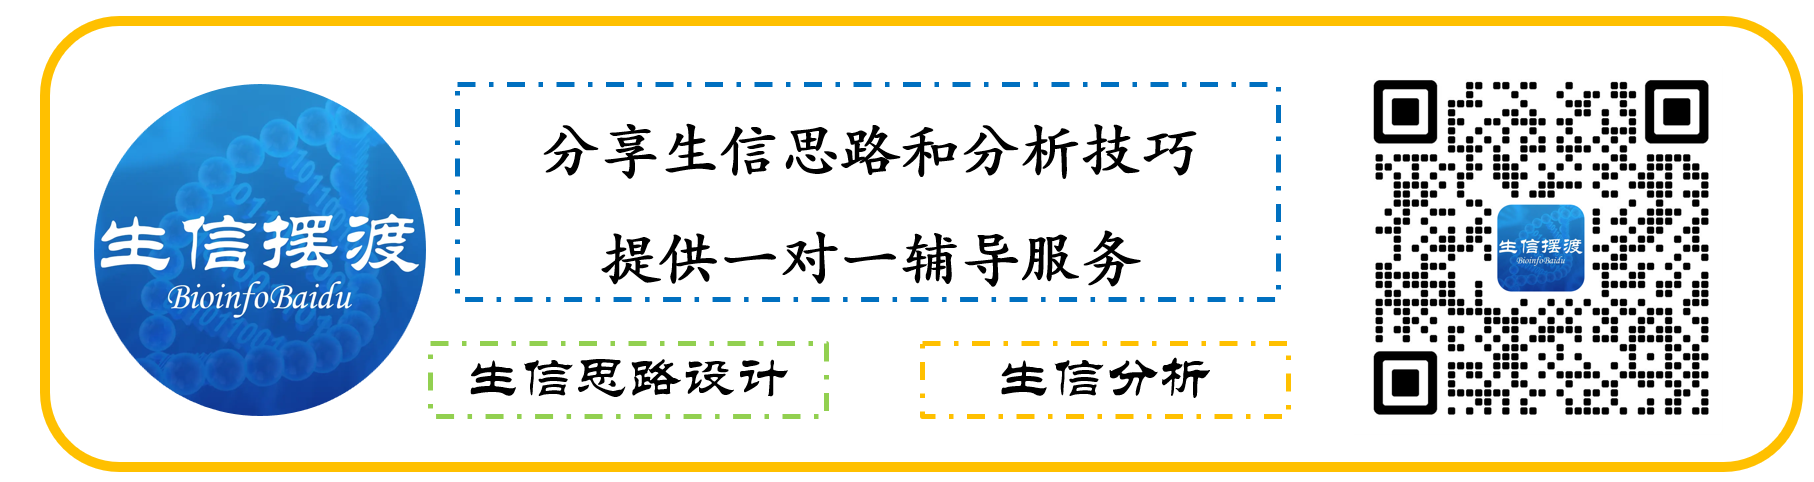 生信摆渡
BioinfoBaidu
分享生信思路和分析技巧
提供一对一辅导服务
生信思路设计
生信分析
生信摆渡
BioinfoBaidu